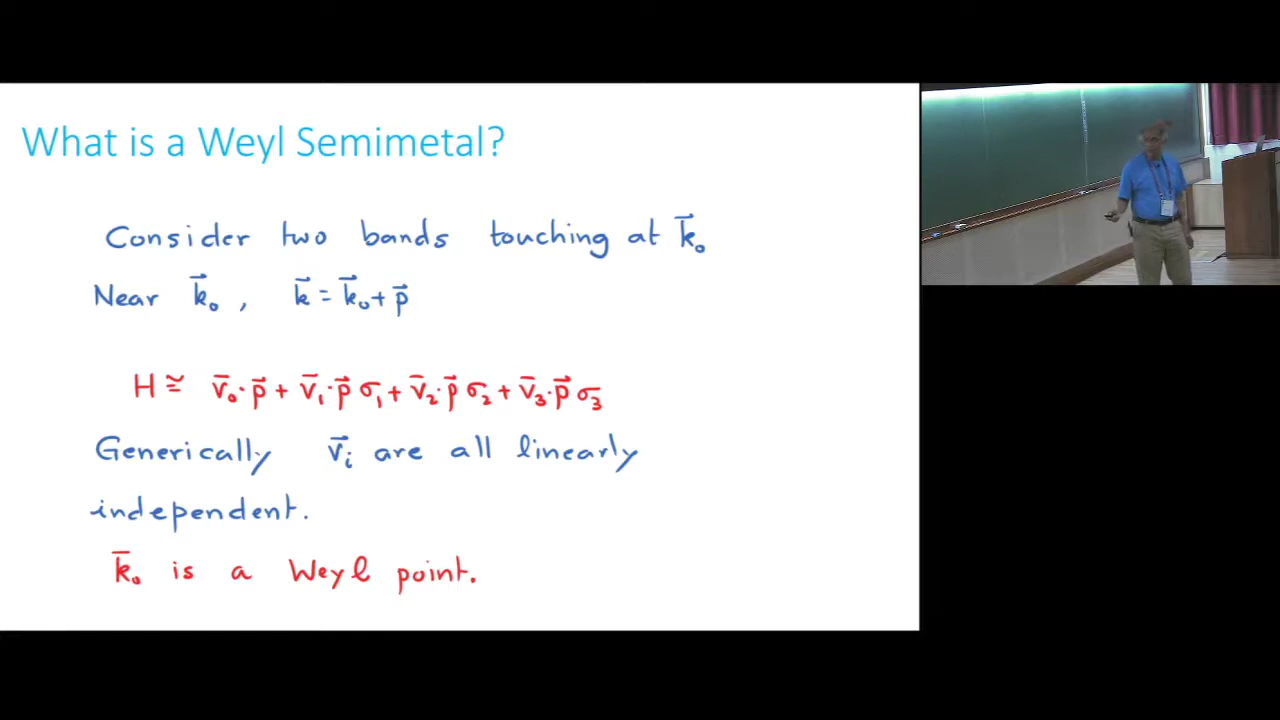 What is a Weyl Semimetal?
Consider two bands touching at k⃗₀
Near k⃗₀ , k⃗ = k⃗₀ + p⃗
H ≅ v̄₀·p⃗ + v̄₁·p⃗ σ₁ + v̄₂·p⃗ σ₂ + v̄₃·p⃗ σ₃
Generically v⃗ᵢ are all linearly
independent.
k̄₀ is a Weyl point.